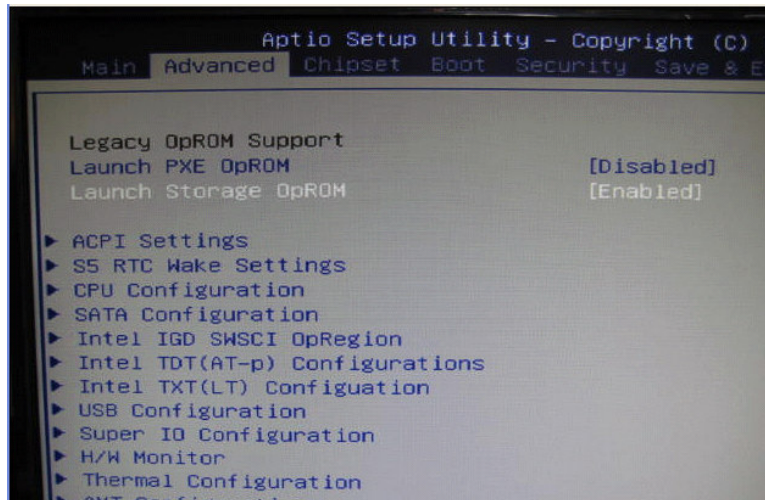 Aptio Setup Utility - Copyright (C)
Main Advanced Chipset Boot Security Save & E
Legacy OpROM Support
Launch PXE OpROM [Disabled]
Launch Storage OpROM [Enabled]
ACPI Settings
S5 RTC Wake Settings
CPU Configuration
SATA Configuration
Intel IGD SWSCI OpRegion
Intel TDT(AT-p) Configurations
Intel TXT(LT) Configuation
USB Configuration
Super IO Configuration
H/W Monitor
Thermal Configuration